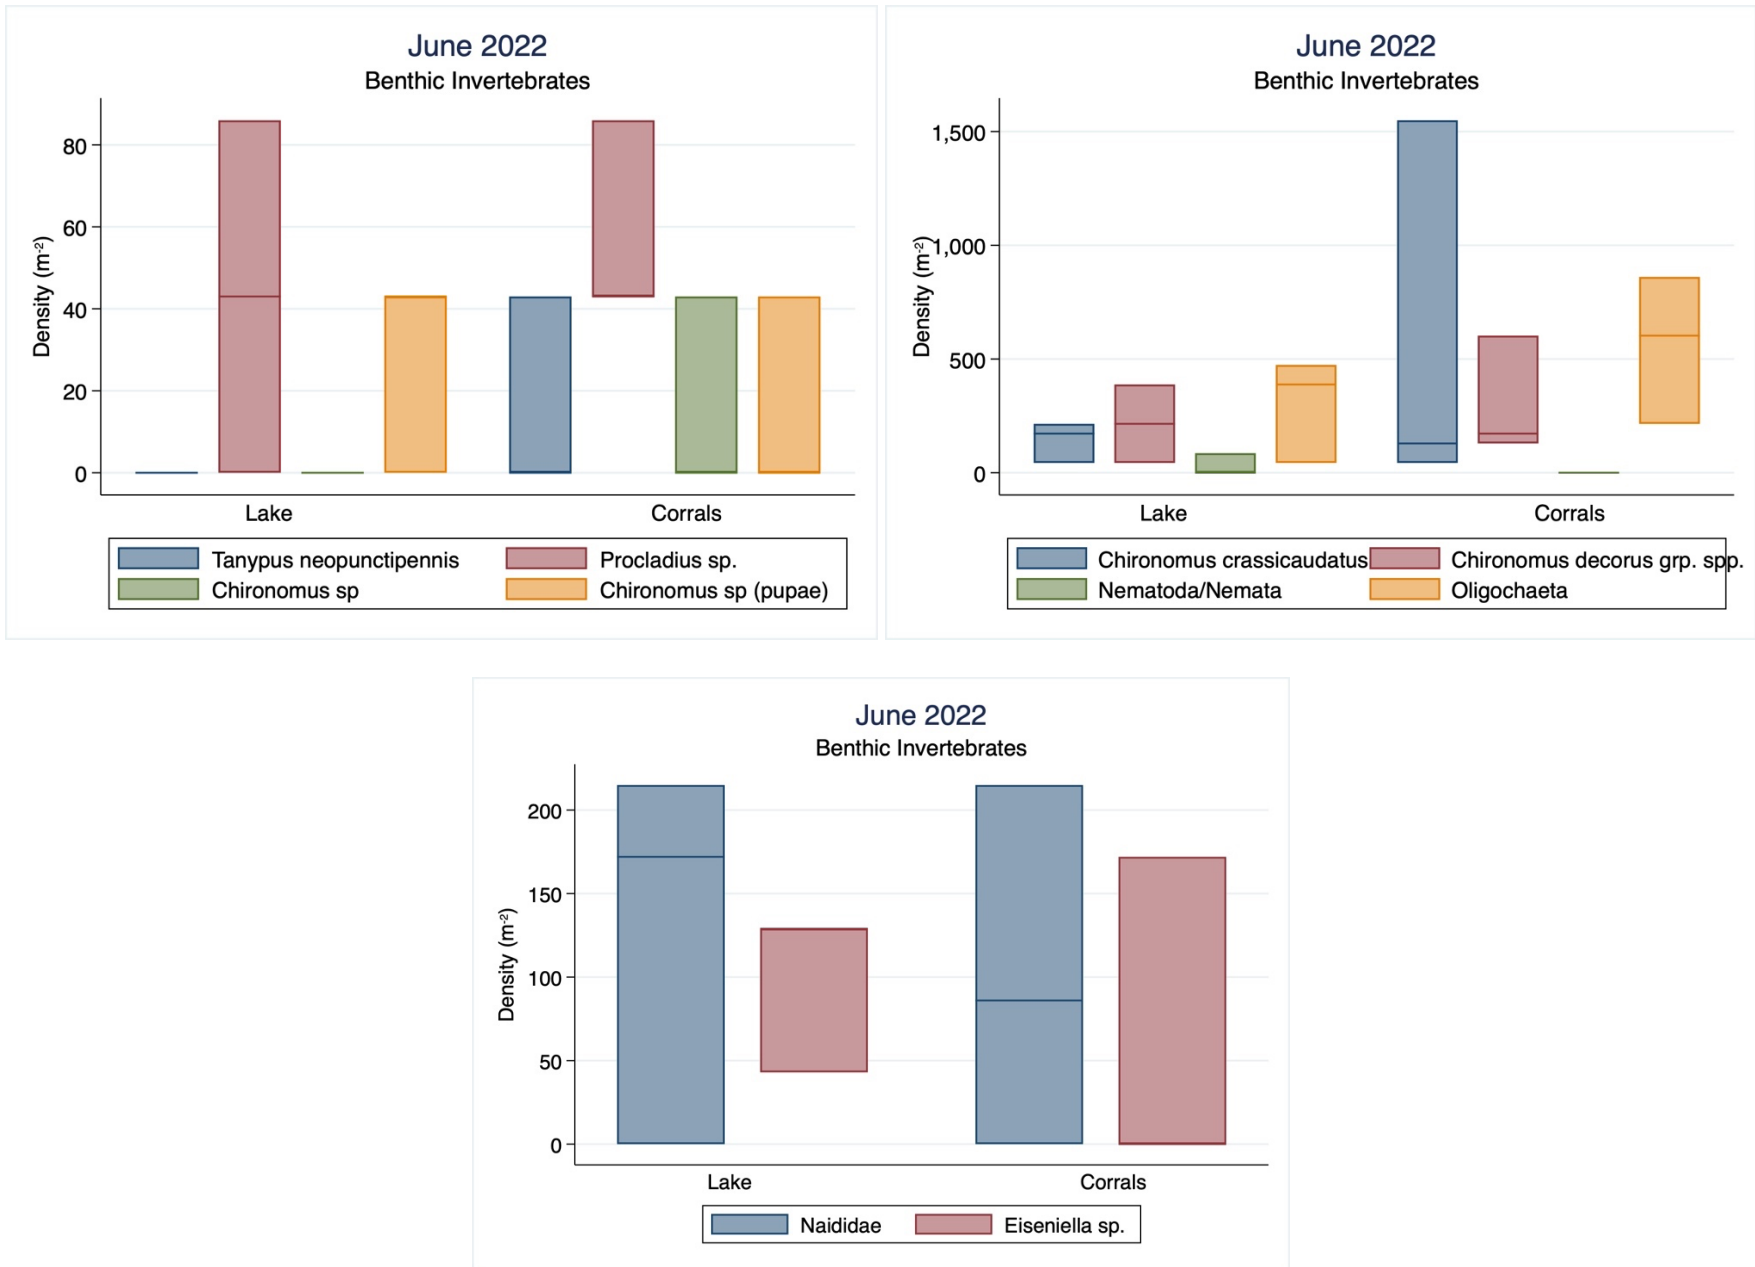 June 2022
Benthic Invertebrates
Density (m⁻²)
80
60
40
20
0
Lake
Corrals
Tanypus neopunctipennis
Procladius sp.
Chironomus sp
Chironomus sp (pupae)
June 2022
Benthic Invertebrates
Density (m⁻²)
1,500
1,000
500
0
Lake
Corrals
Chironomus crassicaudatus
Chironomus decorus grp. spp.
Nematoda/Nemata
Oligochaeta
June 2022
Benthic Invertebrates
Density (m⁻²)
200
150
100
50
0
Lake
Corrals
Naididae
Eiseniella sp.